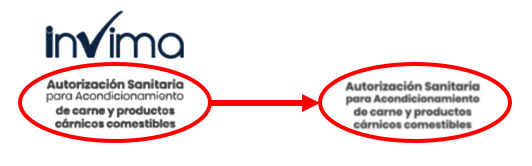 invima
Autorización Sanitaria
para Acondicionamiento
de carne y productos
cárnicos comestibles
Autorización Sanitaria
para Acondicionamiento
de carne y productos
cárnicos comestibles